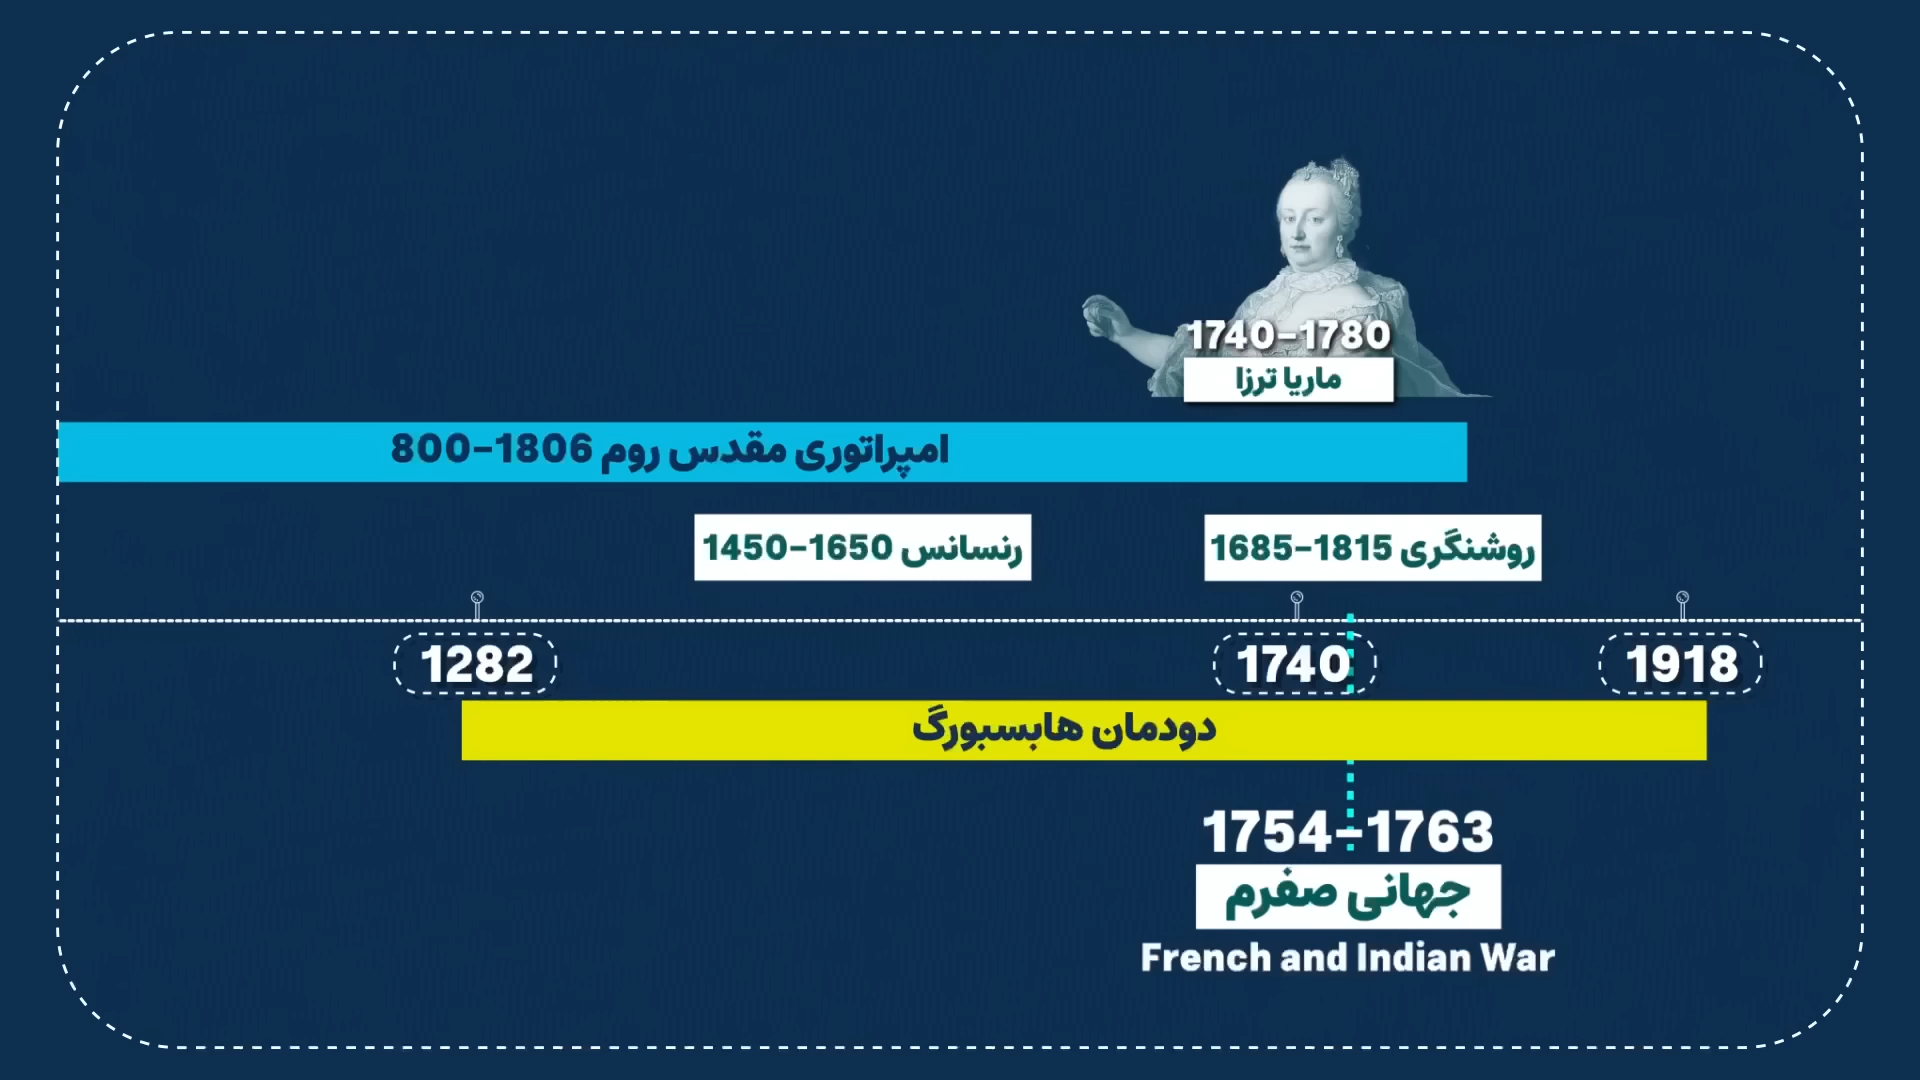 1740-1780
ماریا ترزا
امپراتوری مقدس روم 1806-800
رنسانس 1650-1450
روشنگری 1815-1685
1282
1740
1918
دودمان هابسبورگ
1754-1763
جهانی صفرم
French and Indian War